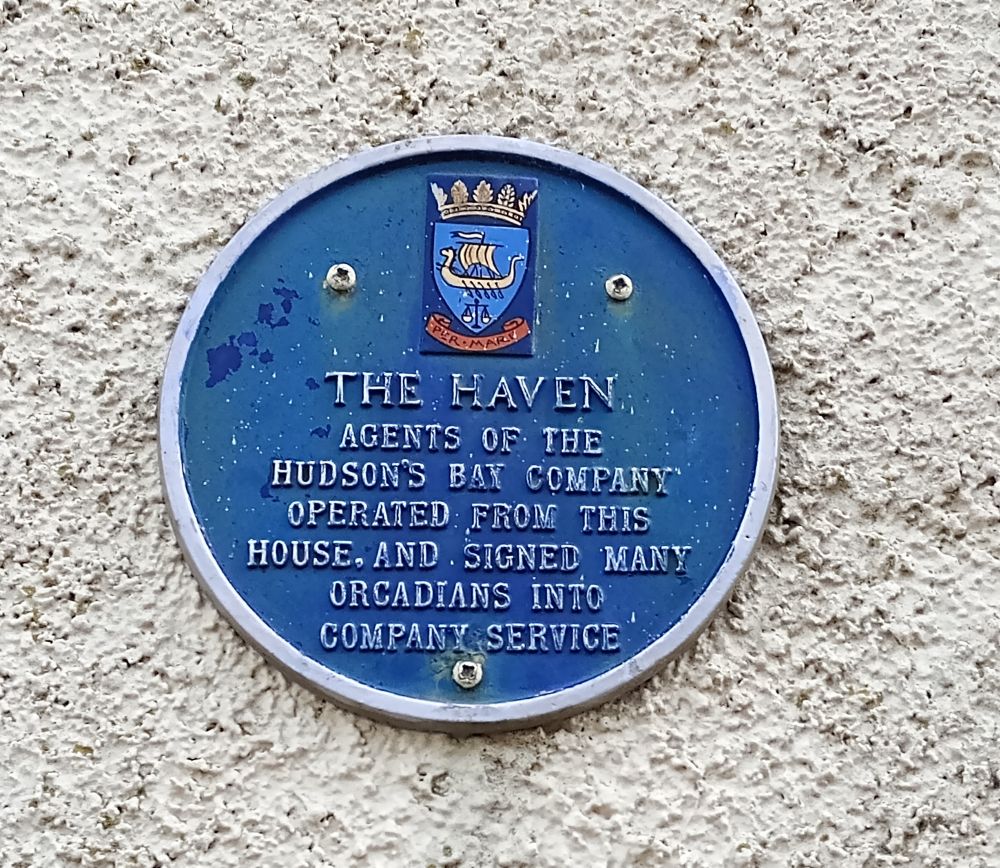 PER · MARE
THE HAVEN
AGENTS OF THE
HUDSON'S BAY COMPANY
OPERATED FROM THIS
HOUSE, AND SIGNED MANY
ORCADIANS INTO
COMPANY SERVICE